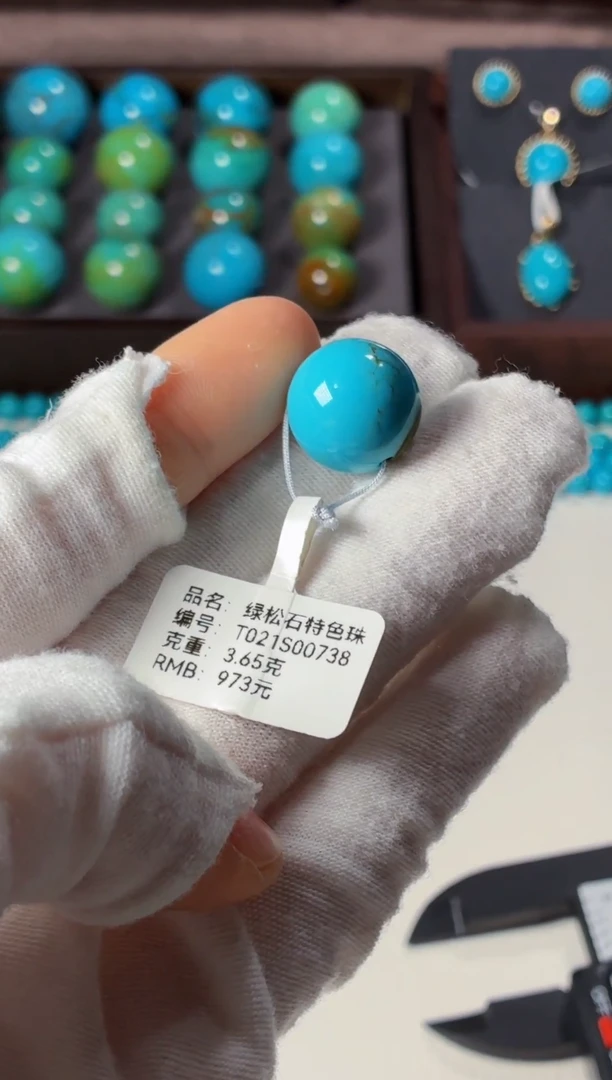 品名: 绿松石特色珠
编号: T021S00738
克重: 3.65克
RMB: 973元